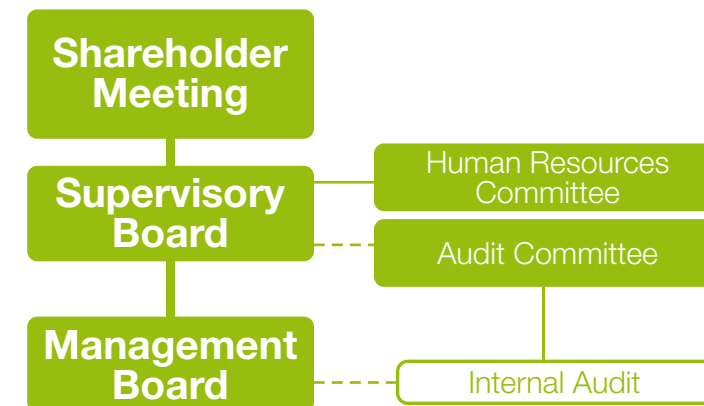 Shareholder
Meeting
Supervisory
Board
Human Resources
Committee
Audit Committee
Management
Board
Internal Audit